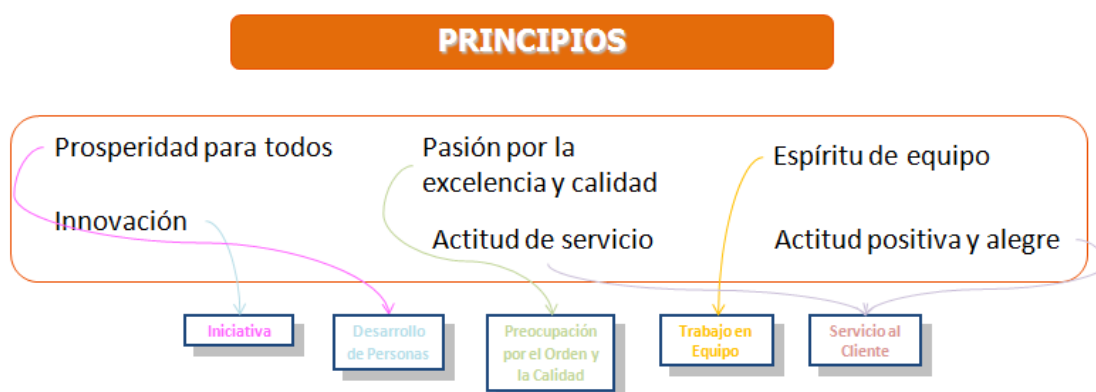 PRINCIPIOS
Prosperidad para todos
Innovación
Pasión por la
excelencia y calidad
Actitud de servicio
Espíritu de equipo
Actitud positiva y alegre
Iniciativa
Desarrollo
de Personas
Preocupación
por el Orden y
la Calidad
Trabajo en
Equipo
Servicio al
Cliente